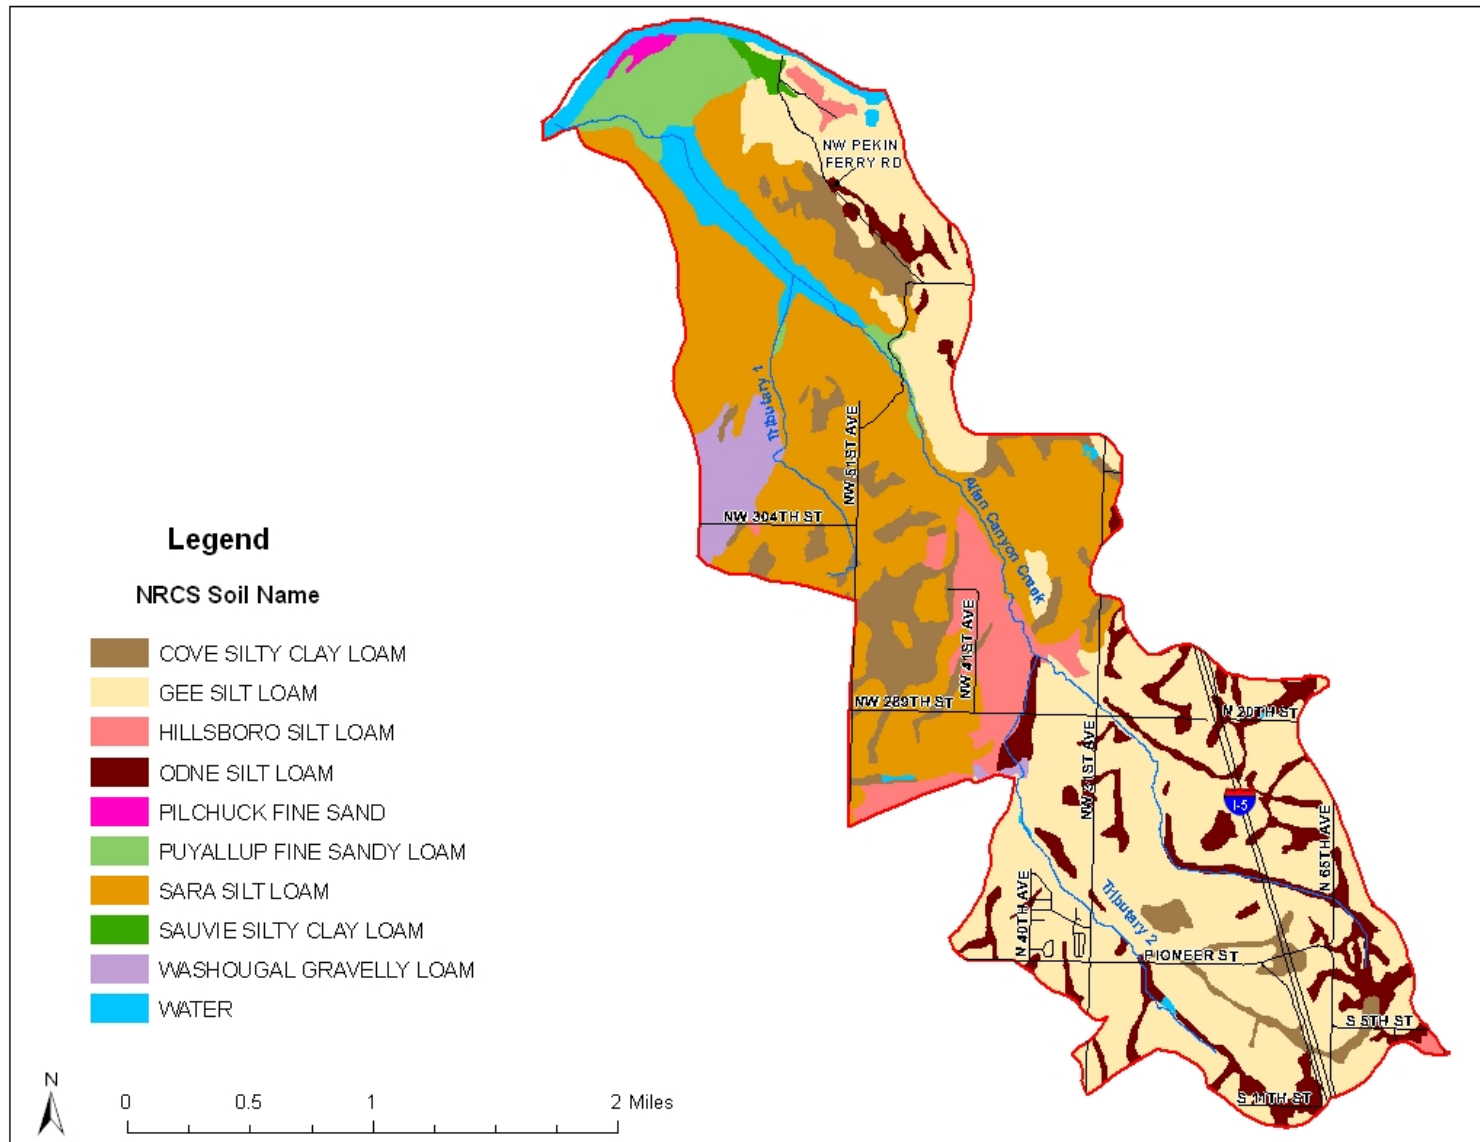 NW PEKIN
FERRY RD
Tributary 1
NW 51ST AVE
Allen Canyon Creek
NW 304TH ST
NW 41ST AVE
NW 289TH ST
N 20TH ST
NW 31ST AVE
I-5
N 65TH AVE
N 40TH AVE
Tributary 2
PIONEER ST
S 5TH ST
S 11TH ST
Legend
NRCS Soil Name
COVE SILTY CLAY LOAM
GEE SILT LOAM
HILLSBORO SILT LOAM
ODNE SILT LOAM
PILCHUCK FINE SAND
PUYALLUP FINE SANDY LOAM
SARA SILT LOAM
SAUVIE SILTY CLAY LOAM
WASHOUGAL GRAVELLY LOAM
WATER
N
0 0.5 1 2 Miles